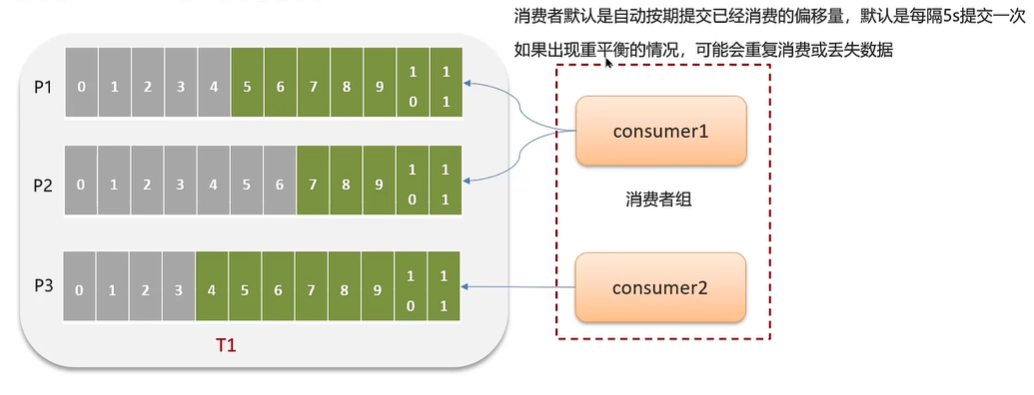 消费者默认是自动按期提交已经消费的偏移量，默认是每隔5s提交一次
如果出现重平衡的情况，可能会重复消费或丢失数据
P1 0 1 2 3 4 5 6 7 8 9 10 11
consumer1
P2 0 1 2 3 4 5 6 7 8 9 10 11
消费者组
P3 0 1 2 3 4 5 6 7 8 9 10 11
consumer2
T1